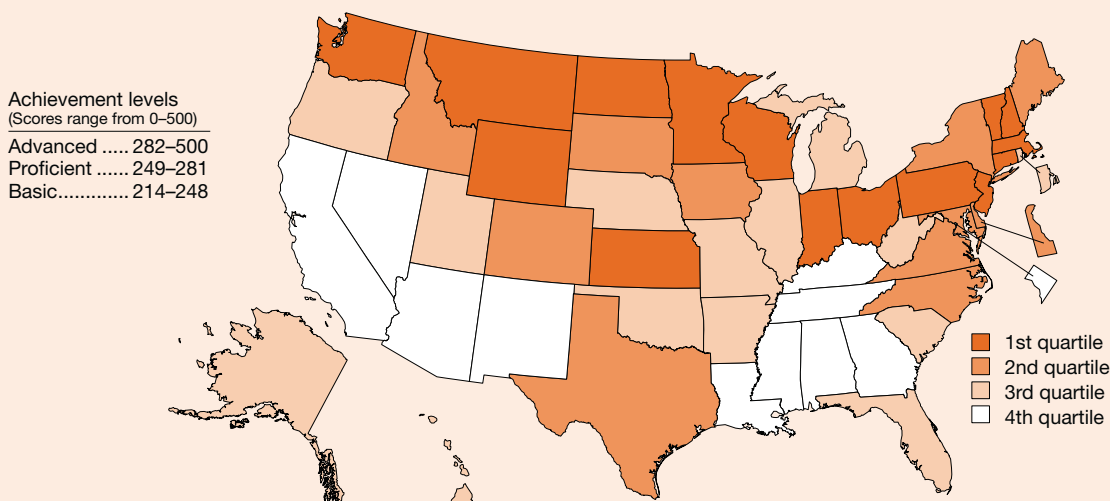 Achievement levels
(Scores range from 0–500)
Advanced ..... 282–500
Proficient ...... 249–281
Basic............. 214–248
1st quartile
2nd quartile
3rd quartile
4th quartile